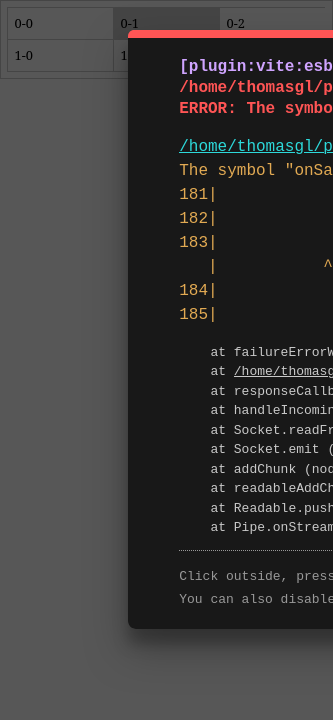 0-0 0-1 0-2
1-0 1
[plugin:vite:esb
/home/thomasgl/p
ERROR: The symbo
/home/thomasgl/p
The symbol "onSa
181|
182|
183|
| ^
184|
185|
at failureErrorW
at /home/thomasg
at responseCallb
at handleIncomin
at Socket.readFr
at Socket.emit (
at addChunk (nod
at readableAddCh
at Readable.push
at Pipe.onStream
Click outside, press
You can also disable